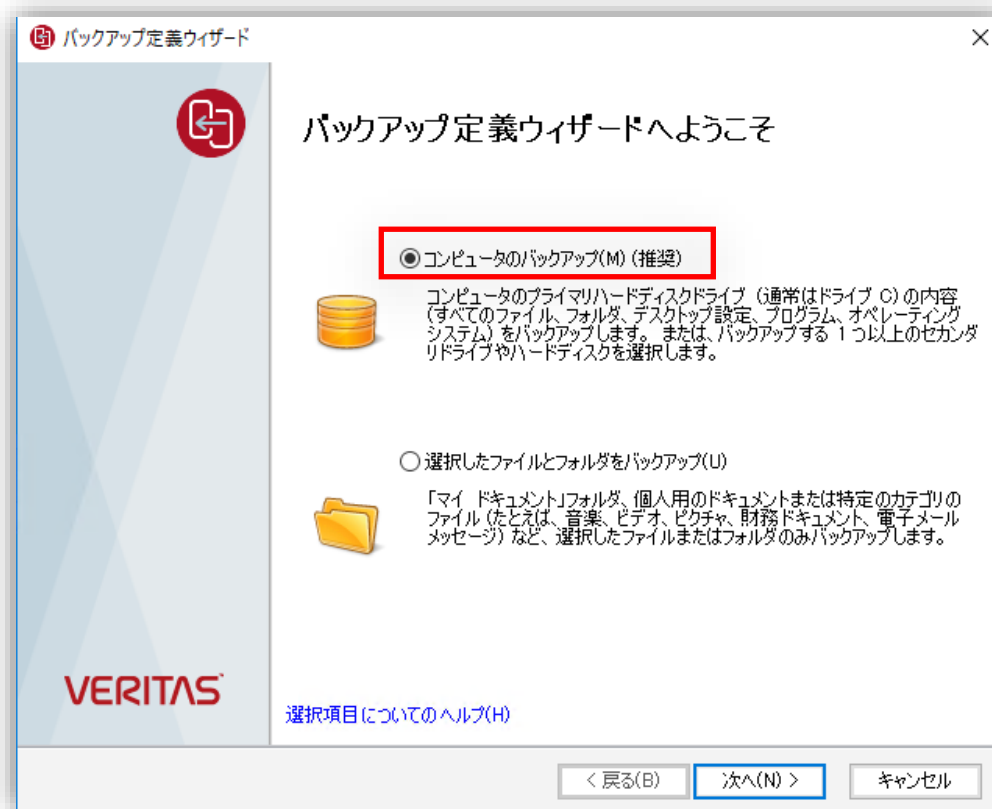 バックアップ定義ウィザード
バックアップ定義ウィザードへようこそ
コンピュータのバックアップ(M) (推奨)
コンピュータのプライマリハードディスクドライブ (通常はドライブ C) の内容
(すべてのファイル、フォルダ、デスクトップ設定、プログラム、オペレーティング
システム) をバックアップします。 または、バックアップする 1 つ以上のセカンダ
リドライブやハードディスクを選択します。
選択したファイルとフォルダをバックアップ(U)
「マイ ドキュメント」フォルダ、個人用のドキュメントまたは特定のカテゴリの
ファイル (たとえば、音楽、ビデオ、ピクチャ、財務ドキュメント、電子メール
メッセージ) など、選択したファイルまたはフォルダのみバックアップします。
VERITAS
選択項目についてのヘルプ(H)
< 戻る(B)
次へ(N) >
キャンセル